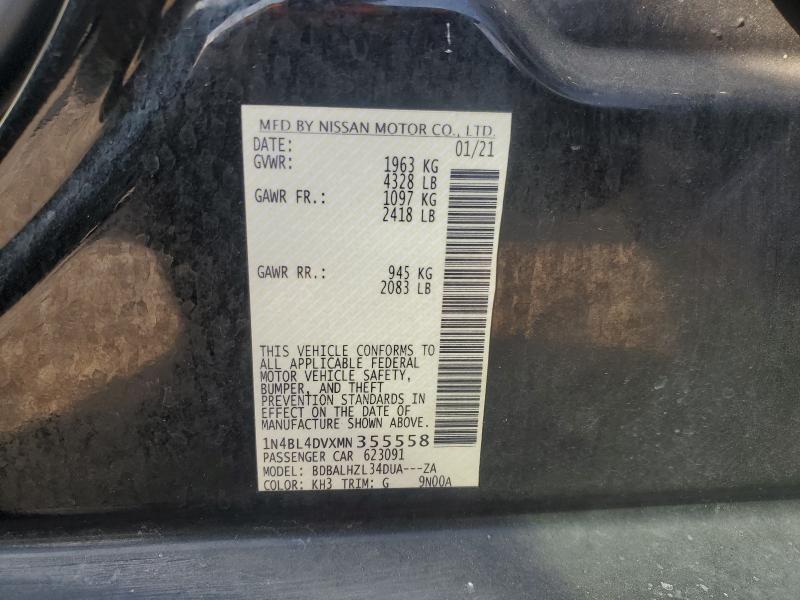 MFD BY NISSAN MOTOR CO., LTD.
DATE: 01/21
GVWR: 1963 KG
4328 LB
GAWR FR.: 1097 KG
2418 LB
GAWR RR.: 945 KG
2083 LB
THIS VEHICLE CONFORMS TO
ALL APPLICABLE FEDERAL
MOTOR VEHICLE SAFETY,
BUMPER, AND THEFT
PREVENTION STANDARDS IN
EFFECT ON THE DATE OF
MANUFACTURE SHOWN ABOVE.
1N4BL4DVXMN355558
PASSENGER CAR 623091
MODEL: BDBALHZL34DUA---ZA
COLOR: KH3 TRIM: G 9N00A